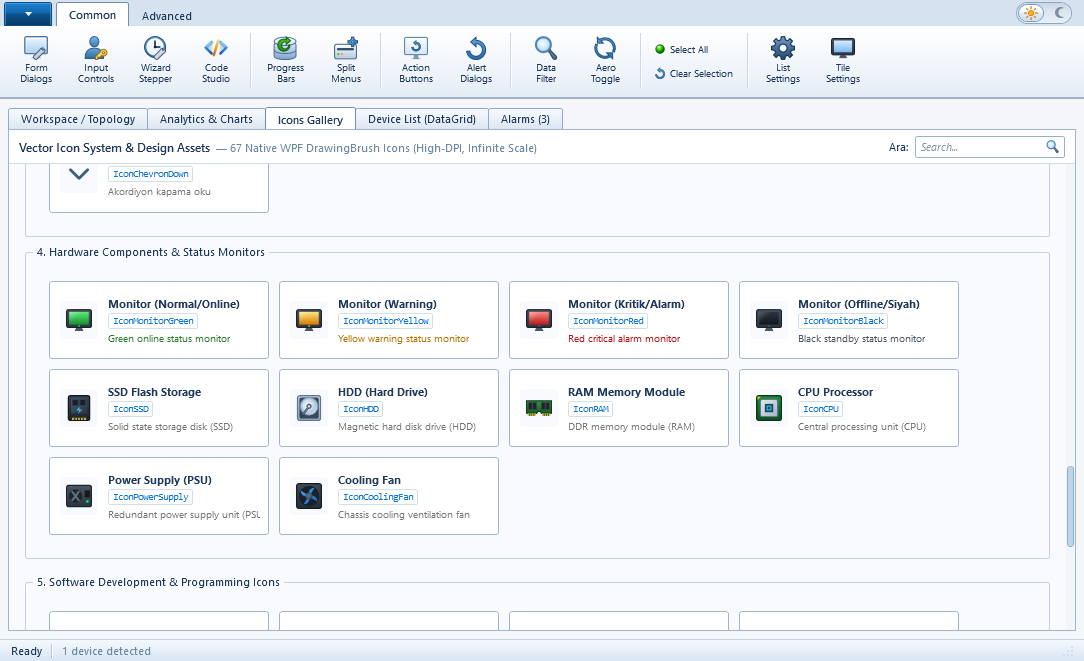 Common
Advanced
Form Dialogs
Input Controls
Wizard Stepper
Code Studio
Progress Bars
Split Menus
Action Buttons
Alert Dialogs
Data Filter
Aero Toggle
Select All
Clear Selection
List Settings
Tile Settings
Workspace / Topology
Analytics & Charts
Icons Gallery
Device List (DataGrid)
Alarms (3)
Vector Icon System & Design Assets — 67 Native WPF DrawingBrush Icons (High-DPI, Infinite Scale)
Ara:
Search...
IconChevronDown
Akordiyon kapama oku
4. Hardware Components & Status Monitors
Monitor (Normal/Online)
IconMonitorGreen
Green online status monitor
Monitor (Warning)
IconMonitorYellow
Yellow warning status monitor
Monitor (Kritik/Alarm)
IconMonitorRed
Red critical alarm monitor
Monitor (Offline/Siyah)
IconMonitorBlack
Black standby status monitor
SSD Flash Storage
IconSSD
Solid state storage disk (SSD)
HDD (Hard Drive)
IconHDD
Magnetic hard disk drive (HDD)
RAM Memory Module
IconRAM
DDR memory module (RAM)
CPU Processor
IconCPU
Central processing unit (CPU)
Power Supply (PSU)
IconPowerSupply
Redundant power supply unit (PSU
Cooling Fan
IconCoolingFan
Chassis cooling ventilation fan
5. Software Development & Programming Icons
Ready
1 device detected